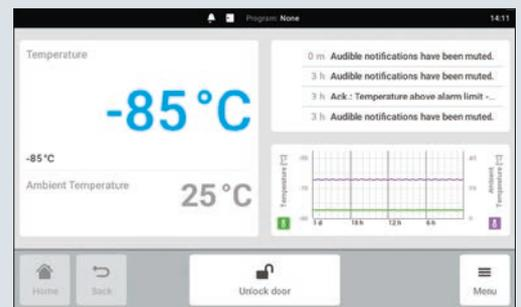 Program: None
14:11
Temperature
-85 °C
-85 °C
Ambient Temperature
25 °C
0 m Audible notifications have been muted.
3 h Audible notifications have been muted.
3 h Ack.: Temperature above alarm limit -...
3 h Audible notifications have been muted.
Temperature [°C]
1 d
18 h
12 h
6 h
Ambient
Temperature [°C]
Home
Back
Unlock door
Menu